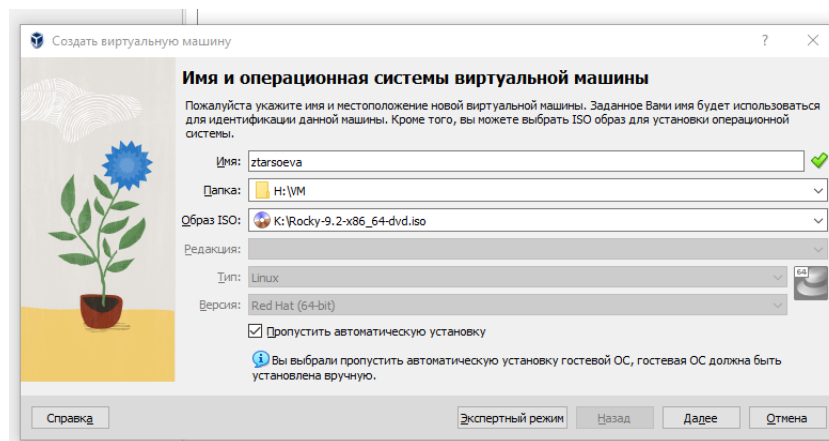 Создать виртуальную машину
?
Имя и операционная системы виртуальной машины
Пожалуйста укажите имя и местоположение новой виртуальной машины. Заданное Вами имя будет использоваться
для идентификации данной машины. Кроме того, вы можете выбрать ISO образ для установки операционной
системы.
Имя: ztarsoeva
Папка: H:\VM
Образ ISO: K:\Rocky-9.2-x86_64-dvd.iso
Редакция:
Тип: Linux
64
Версия: Red Hat (64-bit)
Пропустить автоматическую установку
Вы выбрали пропустить автоматическую установку гостевой ОС, гостевая ОС должна быть
установлена вручную.
Справка Экспертный режим Назад Далее Отмена